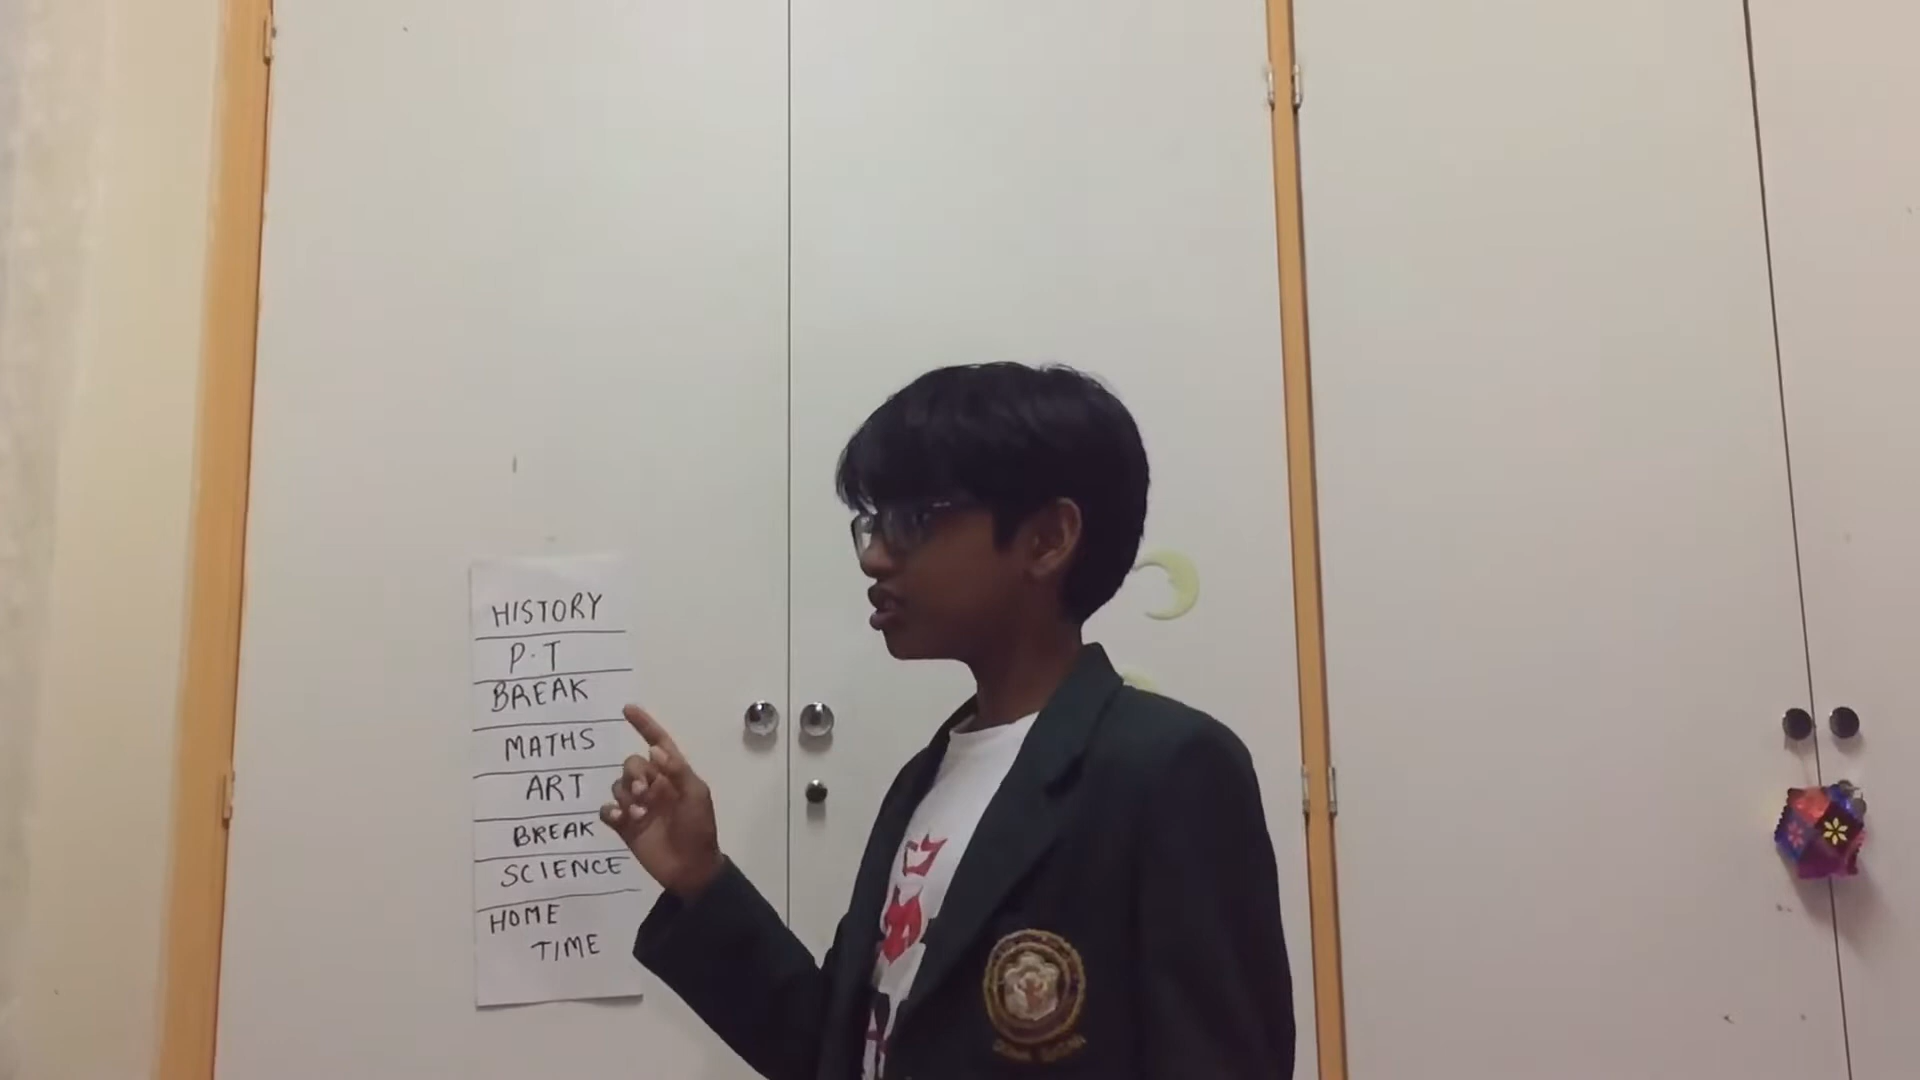 HISTORY
P.T
BREAK
MATHS
ART
BREAK
SCIENCE
HOME
TIME